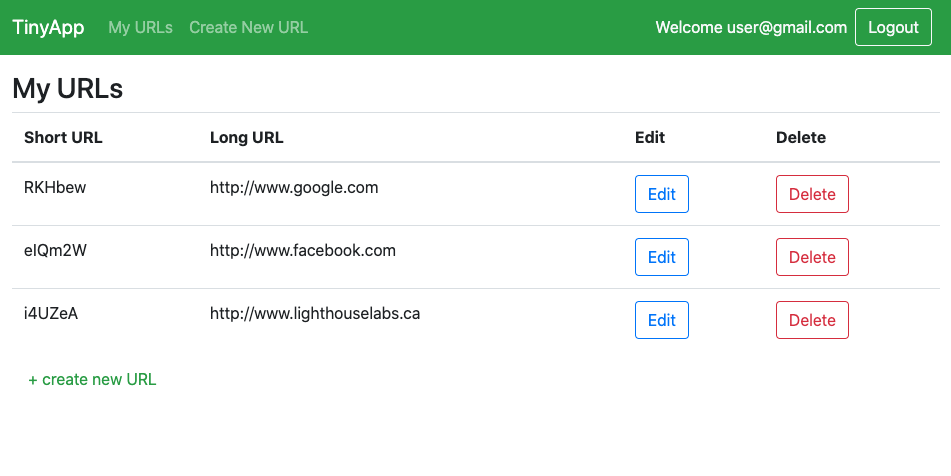 TinyApp My URLs Create New URL Welcome user@gmail.com Logout
My URLs
Short URL Long URL Edit Delete
RKHbew http://www.google.com Edit Delete
elQm2W http://www.facebook.com Edit Delete
i4UZeA http://www.lighthouselabs.ca Edit Delete
+ create new URL